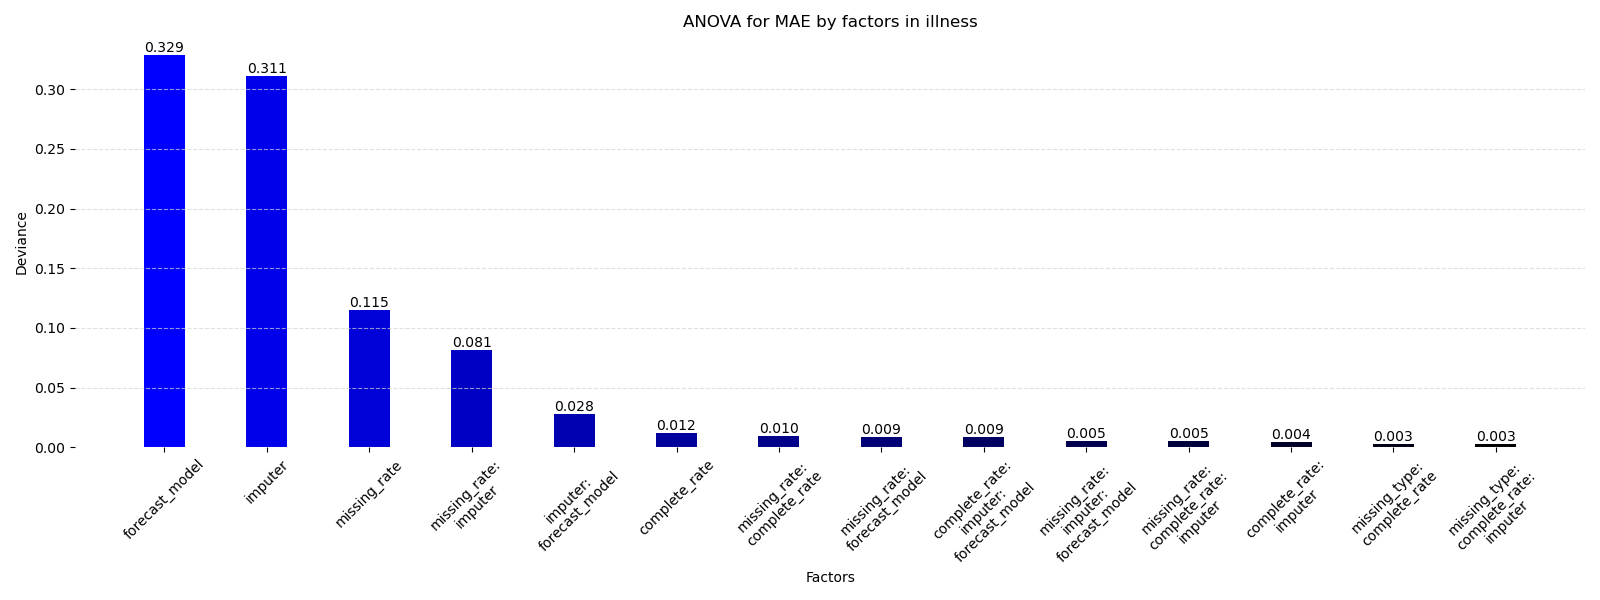 ANOVA for MAE by factors in illness
0.329
0.311
0.115
0.081
0.028
0.012
0.010
0.009
0.009
0.005
0.005
0.004
0.003
0.003
0.30
0.25
0.20
0.15
0.10
0.05
0.00
Deviance
forecast_model
imputer
missing_rate
missing_rate:
imputer
imputer:
forecast_model
complete_rate
missing_rate:
complete_rate
missing_rate:
forecast_model
complete_rate:
imputer:
forecast_model
missing_rate:
imputer:
forecast_model
missing_rate:
complete_rate:
imputer
complete_rate:
imputer
missing_type:
complete_rate
missing_type:
complete_rate:
imputer
Factors